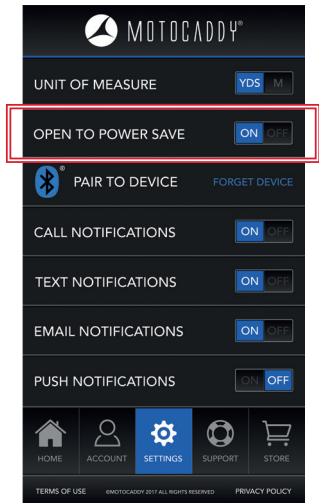 MOTOCADDY®
UNIT OF MEASURE YDS M
OPEN TO POWER SAVE ON OFF
® PAIR TO DEVICE FORGET DEVICE
CALL NOTIFICATIONS ON OFF
TEXT NOTIFICATIONS ON OFF
EMAIL NOTIFICATIONS ON OFF
PUSH NOTIFICATIONS ON OFF
HOME ACCOUNT SETTINGS SUPPORT STORE
TERMS OF USE ©MOTOCADDY 2017 ALL RIGHTS RESERVED PRIVACY POLICY